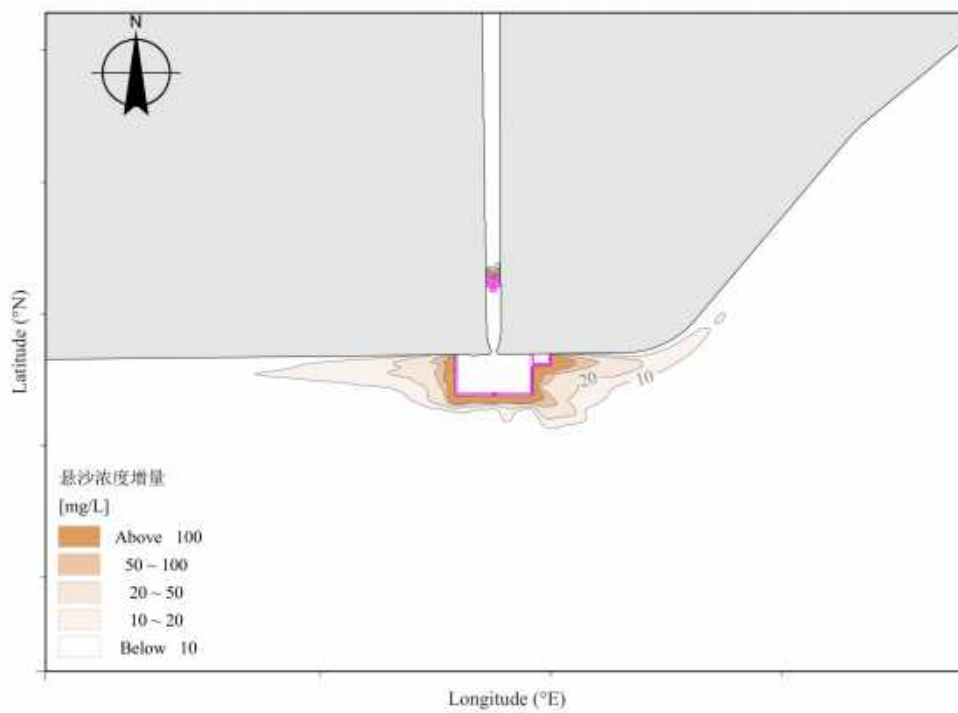 N
20
10
Latitude (°N)
悬沙浓度增量
[mg/L]
Above 100
50 ~ 100
20 ~ 50
10 ~ 20
Below 10
Longitude (°E)